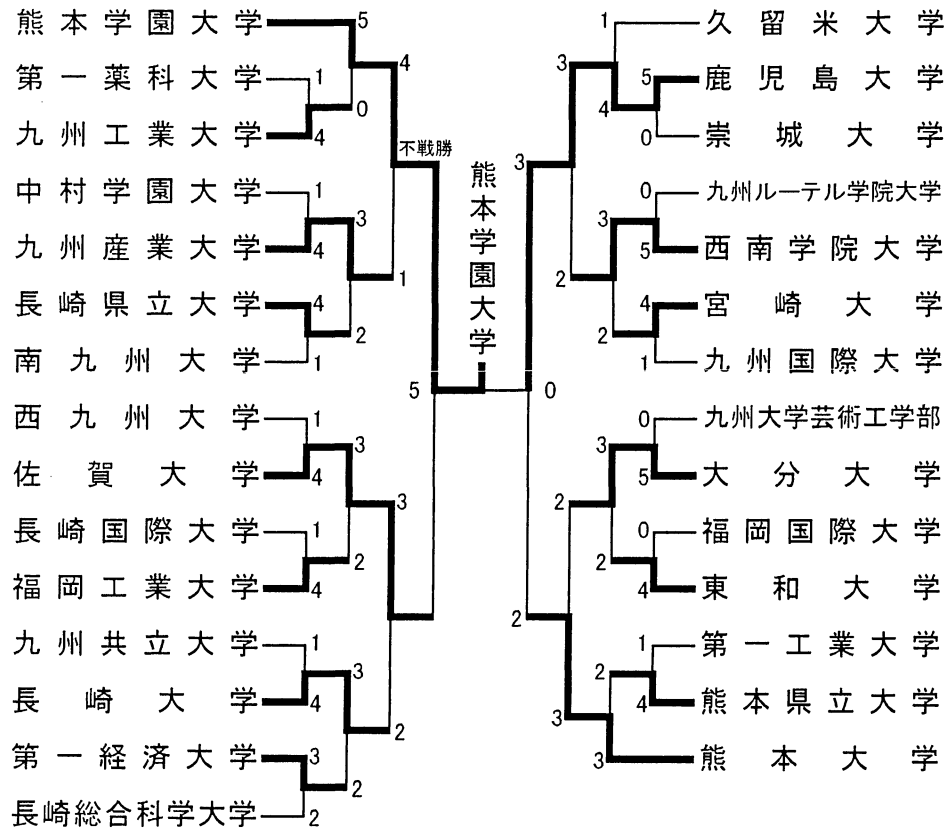 熊本学園大学
第一薬科大学
九州工業大学
中村学園大学
九州産業大学
長崎県立大学
南九州大学
西九州大学
佐賀大学
長崎国際大学
福岡工業大学
九州共立大学
長崎大学
第一経済大学
長崎総合科学大学
5
1
4
0
4
不戦勝
1
4
3
4
1
2
1
1
4
3
1
4
2
3
1
4
3
3
2
2
2
5
熊本学園大学
0
3
3
1
4
5
0
2
3
0
5
2
4
1
2
2
3
0
5
2
0
4
3
2
1
4
3
久留米大学
鹿児島大学
崇城大学
九州ルーテル学院大学
西南学院大学
宮崎大学
九州国際大学
九州大学芸術工学部
大分大学
福岡国際大学
東和大学
第一工業大学
熊本県立大学
熊本大学